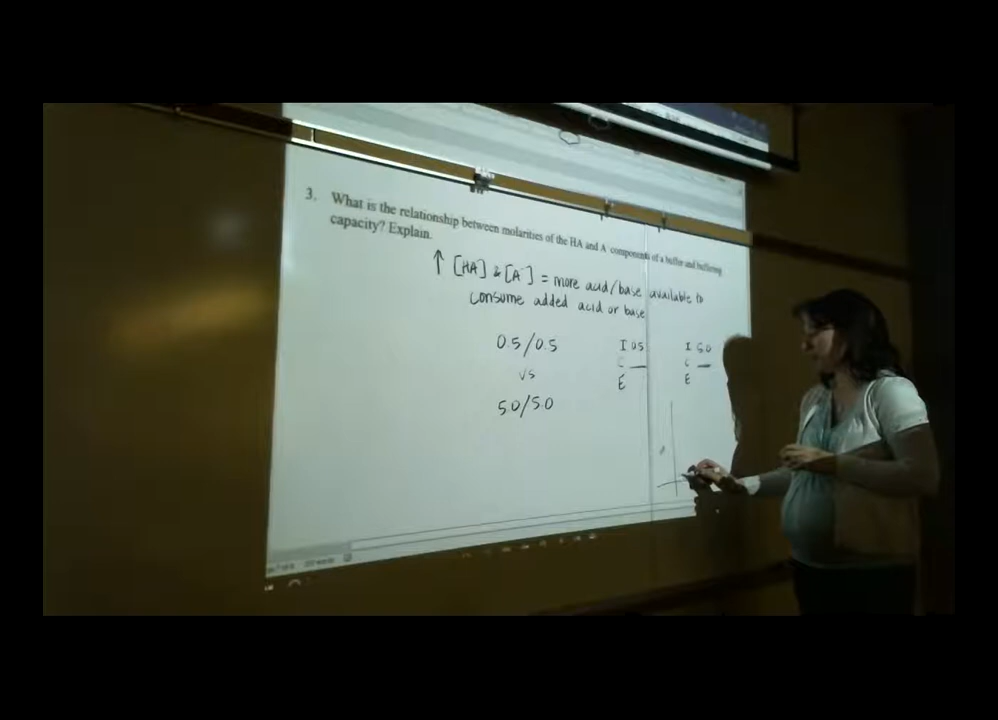 3. What is the relationship between molarities of the HA and A⁻ components of a buffer and buffering
capacity? Explain.
↑ [HA] & [A⁻] = more acid/base available to
consume added acid or base
0.5/0.5
vs
5.0/5.0
I 0.5
C
E
I 5.0
C
E